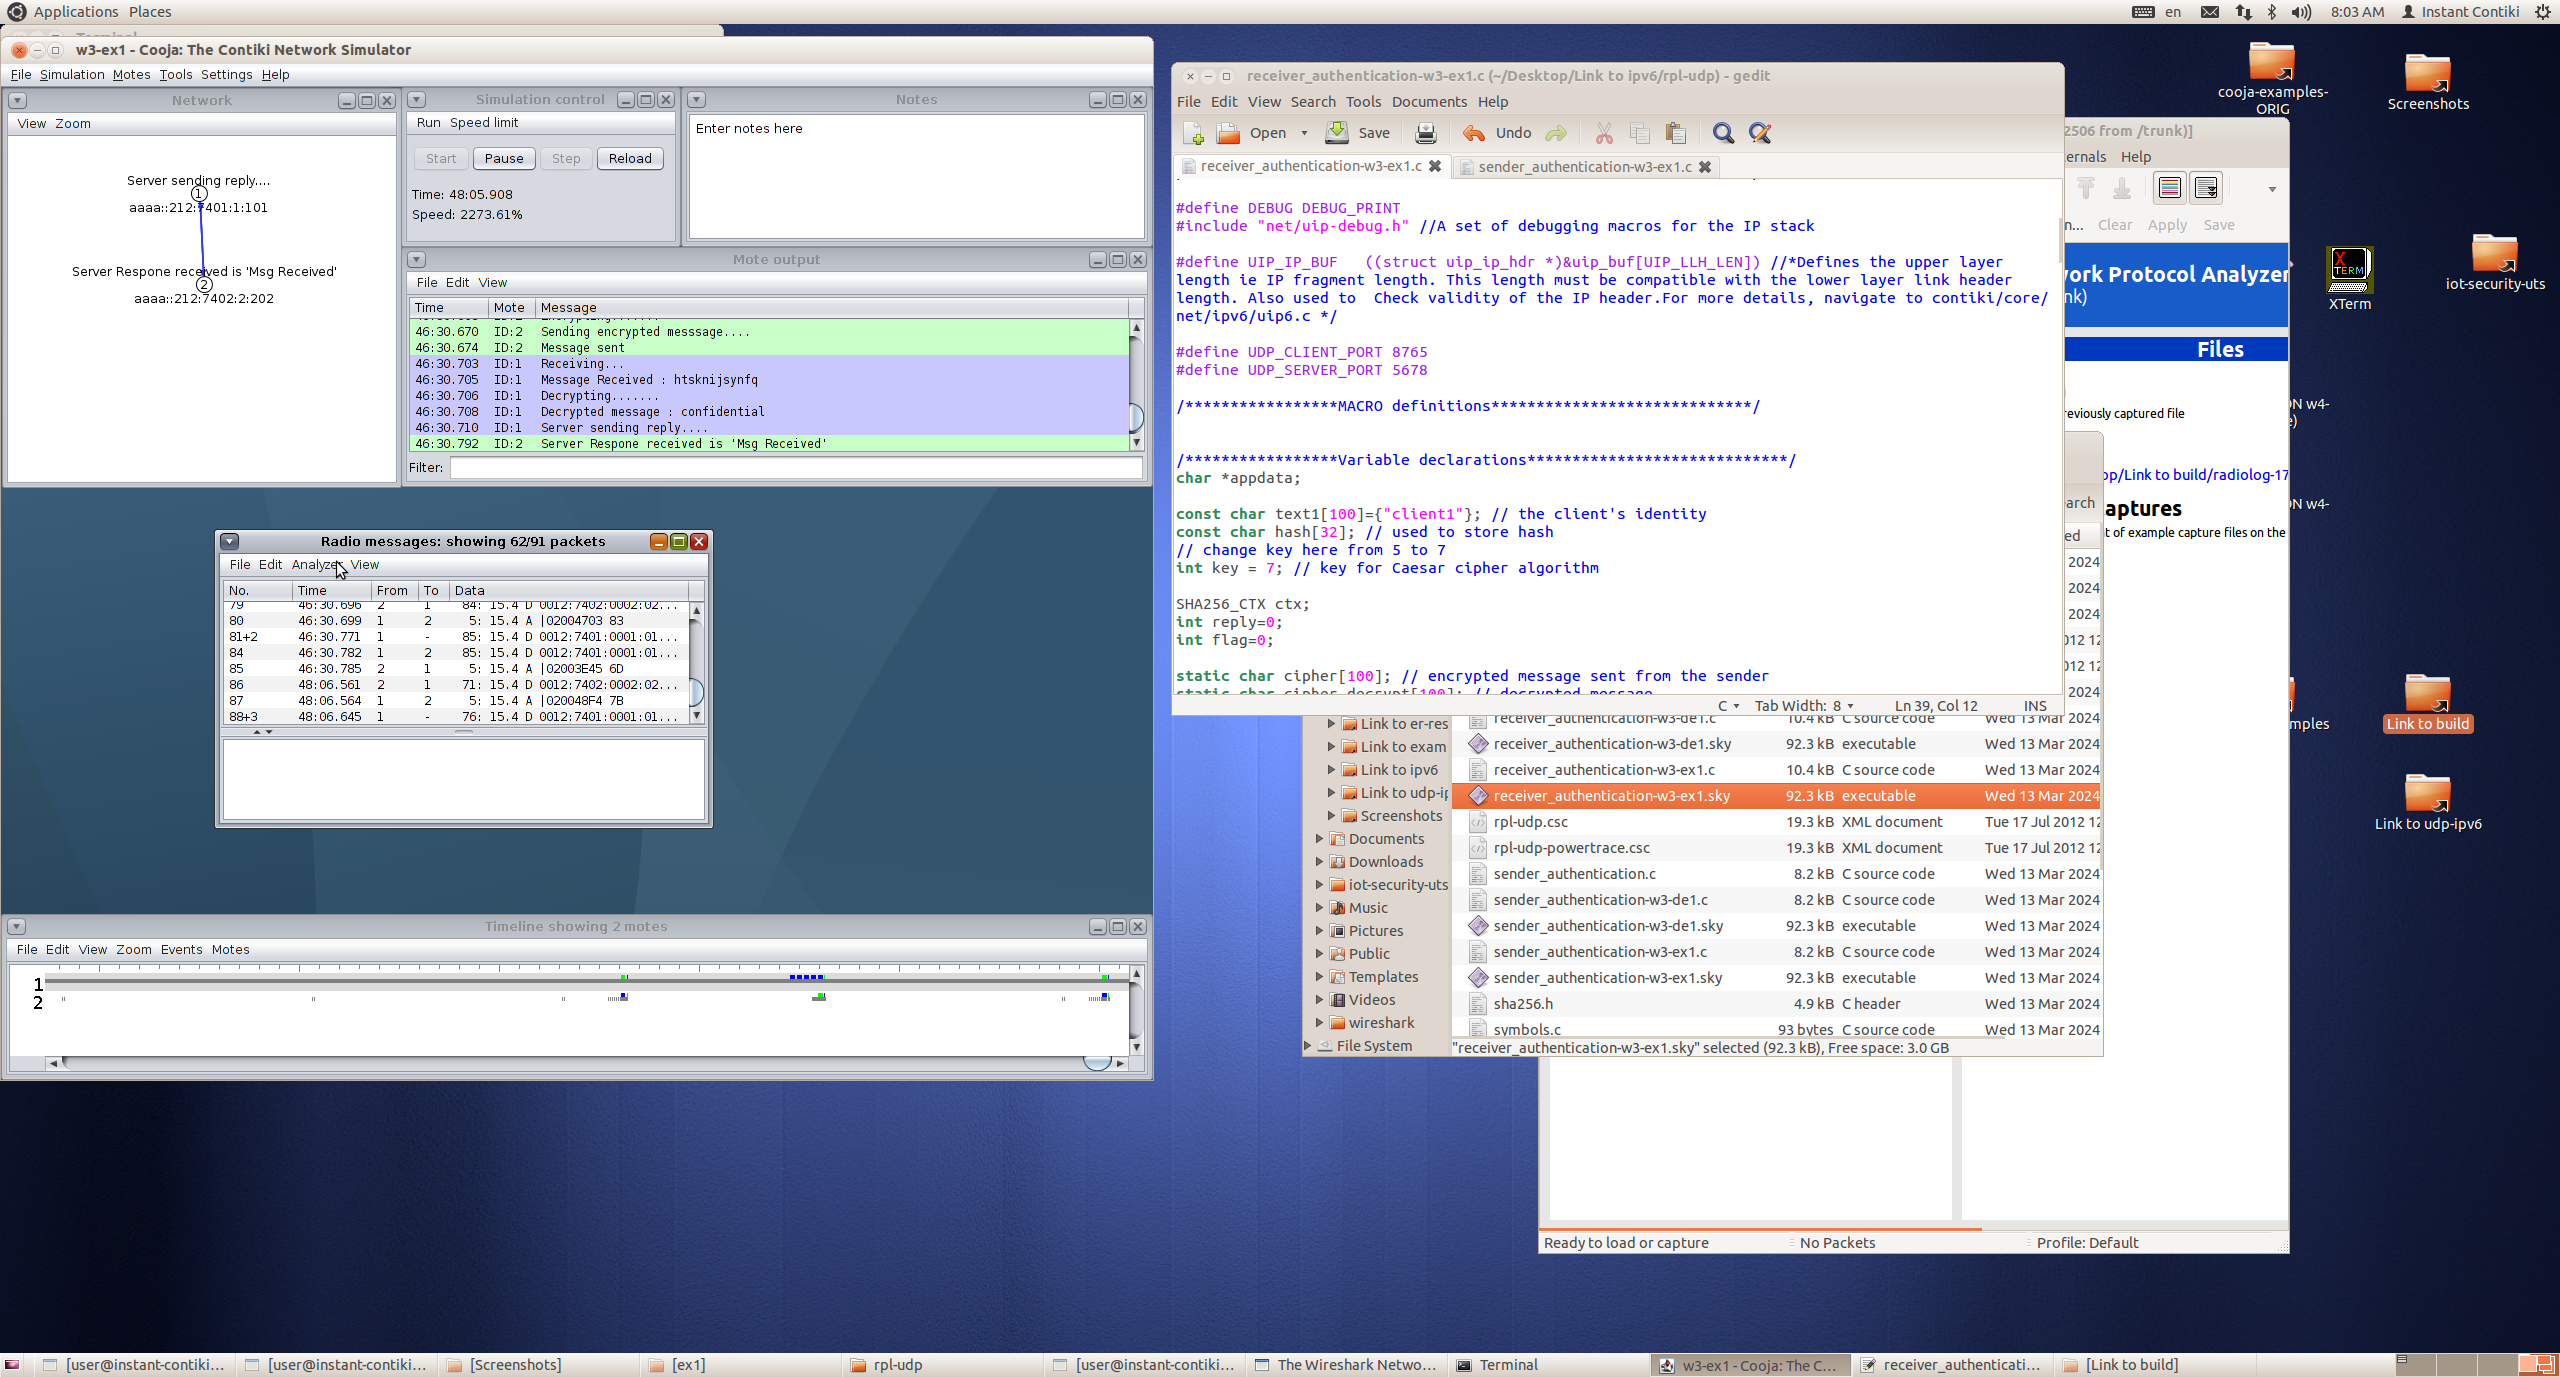 Applications Places
en 8:03 AM Instant Contiki
w3-ex1 - Cooja: The Contiki Network Simulator
File Simulation Motes Tools Settings Help
Network
View Zoom
Server sending reply....
1
aaaa::212:7401:1:101
Server Respone received is 'Msg Received'
2
aaaa::212:7402:2:202
Simulation control
Run Speed limit
Start Pause Step Reload
Time: 48:05.908
Speed: 2273.61%
Notes
Enter notes here
Mote output
File Edit View
Time Mote Message
46:30.670 ID:2 Sending encrypted messsage....
46:30.674 ID:2 Message sent
46:30.703 ID:1 Receiving...
46:30.705 ID:1 Message Received : htsknijsynfq
46:30.706 ID:1 Decrypting.......
46:30.708 ID:1 Decrypted message : confidential
46:30.710 ID:1 Server sending reply....
46:30.792 ID:2 Server Respone received is 'Msg Received'
Filter:
Radio messages: showing 62/91 packets
File Edit Analyzer View
No. Time From To Data
79 46:30.696 2 1 84: 15.4 D 0012:7402:0002:02...
80 46:30.699 1 2 5: 15.4 A |02004703 83
81+2 46:30.771 1 - 85: 15.4 D 0012:7401:0001:01...
84 46:30.782 1 2 85: 15.4 D 0012:7401:0001:01...
85 46:30.785 2 1 5: 15.4 A |02003E45 6D
86 48:06.561 2 1 71: 15.4 D 0012:7402:0002:02...
87 48:06.564 1 2 5: 15.4 A |020048F4 7B
88+3 48:06.645 1 - 76: 15.4 D 0012:7401:0001:01...
Timeline showing 2 motes
File Edit View Zoom Events Motes
1
2
receiver_authentication-w3-ex1.c (~/Desktop/Link to ipv6/rpl-udp) - gedit
File Edit View Search Tools Documents Help
Open Save Undo
receiver_authentication-w3-ex1.c sender_authentication-w3-ex1.c
#define DEBUG DEBUG_PRINT
#include "net/uip-debug.h" //A set of debugging macros for the IP stack
#define UIP_IP_BUF ((struct uip_ip_hdr *)&uip_buf[UIP_LLH_LEN]) //*Defines the upper layer
length ie IP fragment length. This length must be compatible with the lower layer link header
length. Also used to Check validity of the IP header.For more details, navigate to contiki/core/
net/ipv6/uip6.c */
#define UDP_CLIENT_PORT 8765
#define UDP_SERVER_PORT 5678
/*****************MACRO definitions*****************************/
/*****************Variable declarations*****************************/
char *appdata;
const char text1[100]={"client1"}; // the client's identity
const char hash[32]; // used to store hash
// change key here from 5 to 7
int key = 7; // key for Caesar cipher algorithm
SHA256_CTX ctx;
int reply=0;
int flag=0;
static char cipher[100]; // encrypted message sent from the sender
static char cipher_decrypt[100]; // decrypted message
C Tab Width: 8 Ln 39, Col 12 INS
Link to er-res
Link to exam
Link to ipv6
Link to udp-ip
Screenshots
Documents
Downloads
iot-security-uts
Music
Pictures
Public
Templates
Videos
wireshark
File System
receiver_authentication-w3-de1.c 10.4 kB C source code Wed 13 Mar 2024
receiver_authentication-w3-de1.sky 92.3 kB executable Wed 13 Mar 2024
receiver_authentication-w3-ex1.c 10.4 kB C source code Wed 13 Mar 2024
receiver_authentication-w3-ex1.sky 92.3 kB executable Wed 13 Mar 2024
rpl-udp.csc 19.3 kB XML document Tue 17 Jul 2012 12
rpl-udp-powertrace.csc 19.3 kB XML document Tue 17 Jul 2012 12
sender_authentication.c 8.2 kB C source code Wed 13 Mar 2024
sender_authentication-w3-de1.c 8.2 kB C source code Wed 13 Mar 2024
sender_authentication-w3-de1.sky 92.3 kB executable Wed 13 Mar 2024
sender_authentication-w3-ex1.c 8.2 kB C source code Wed 13 Mar 2024
sender_authentication-w3-ex1.sky 92.3 kB executable Wed 13 Mar 2024
sha256.h 4.9 kB C header Wed 13 Mar 2024
symbols.c 93 bytes C source code Wed 13 Mar 2024
"receiver_authentication-w3-ex1.sky" selected (92.3 kB), Free space: 3.0 GB
2506 from /trunk)]
ernals Help
n... Clear Apply Save
ork Protocol Analyzer
nk)
Files
reviously captured file
op/Link to build/radiolog-17
aptures
t of example capture files on the
arch
ed
2024
2024
2024
012 12
012 12
2024
Ready to load or capture No Packets Profile: Default
cooja-examples-
ORIG
Screenshots
X
TERM
XTerm
iot-security-uts
ON w4-
e)
ON w4-
mples
Link to build
Link to udp-ipv6
[user@instant-contiki... [user@instant-contiki... [Screenshots] [ex1] rpl-udp [user@instant-contiki... The Wireshark Netwo... Terminal w3-ex1 - Cooja: The C... receiver_authenticati... [Link to build]